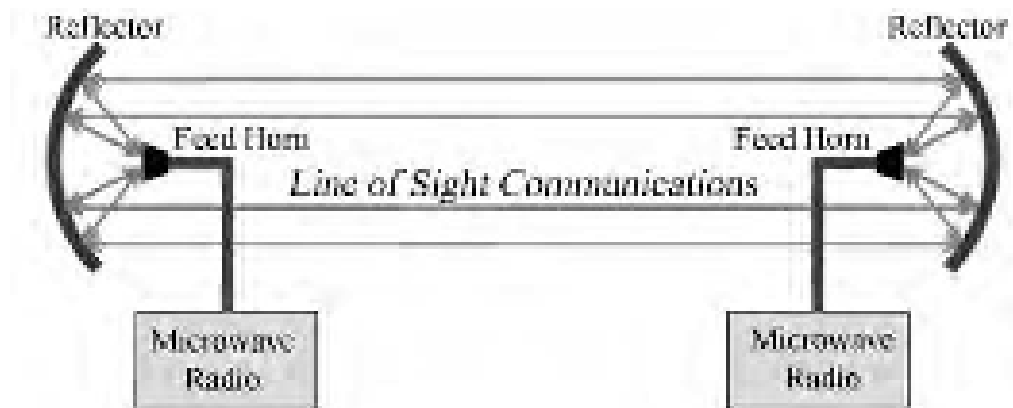 Reflector
Reflector
Feed Horn
Feed Horn
Line of Sight Communications
Microwave
Radio
Microwave
Radio